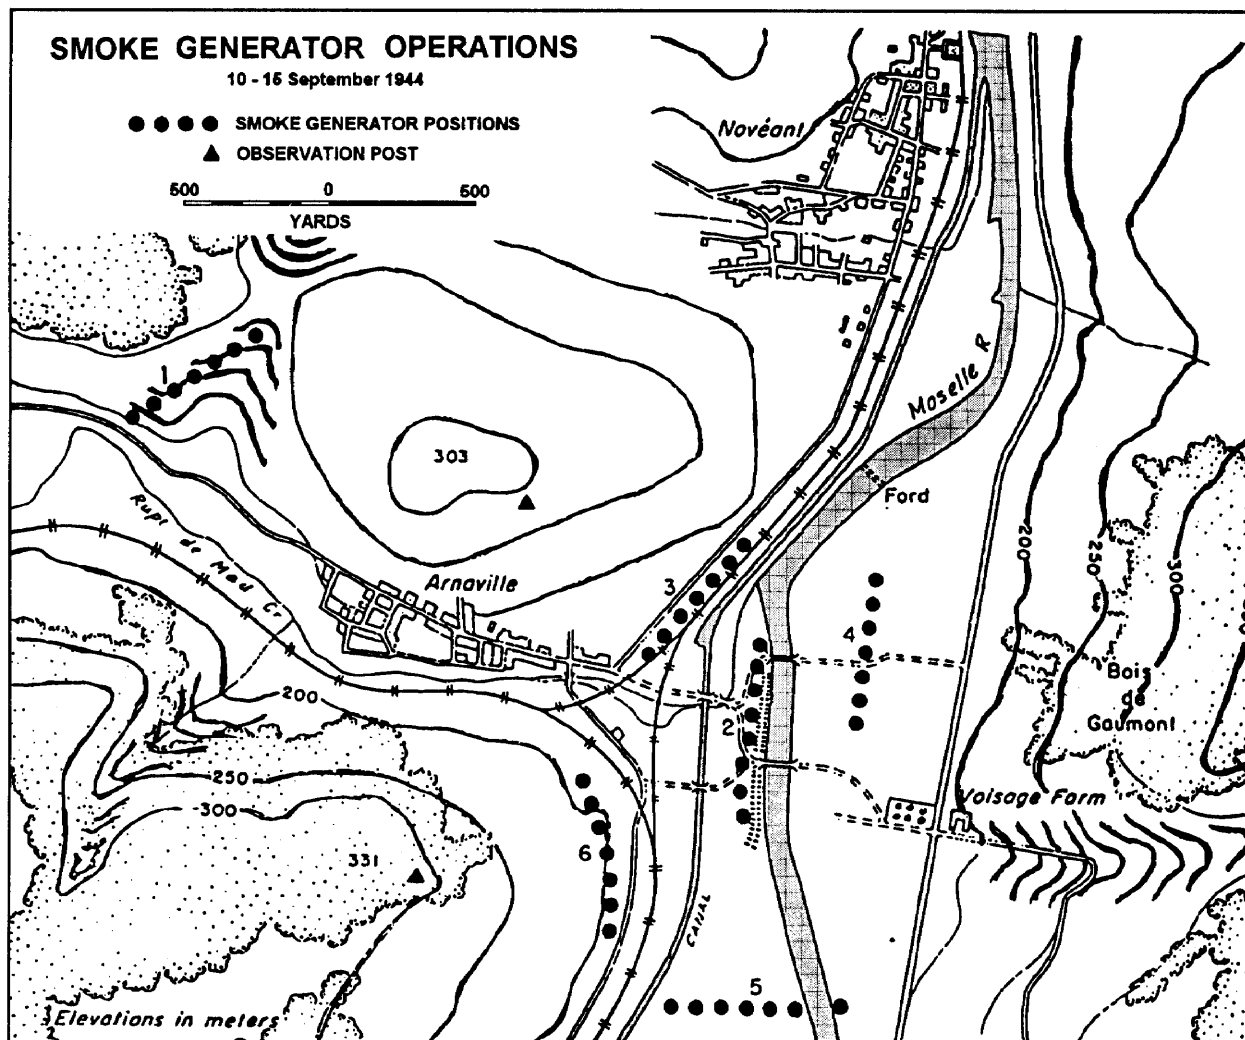 SMOKE GENERATOR OPERATIONS
10 - 15 September 1944
SMOKE GENERATOR POSITIONS
OBSERVATION POST
500 0 500
YARDS
Novéant
Moselle R
1
303
Ford
Rupt de Mad Cr
Arnaville
3
4
200
250
300
Bois
de
Gaumont
200
2
250
300
Voisage Farm
331
6
CANAL
5
Elevations in meters